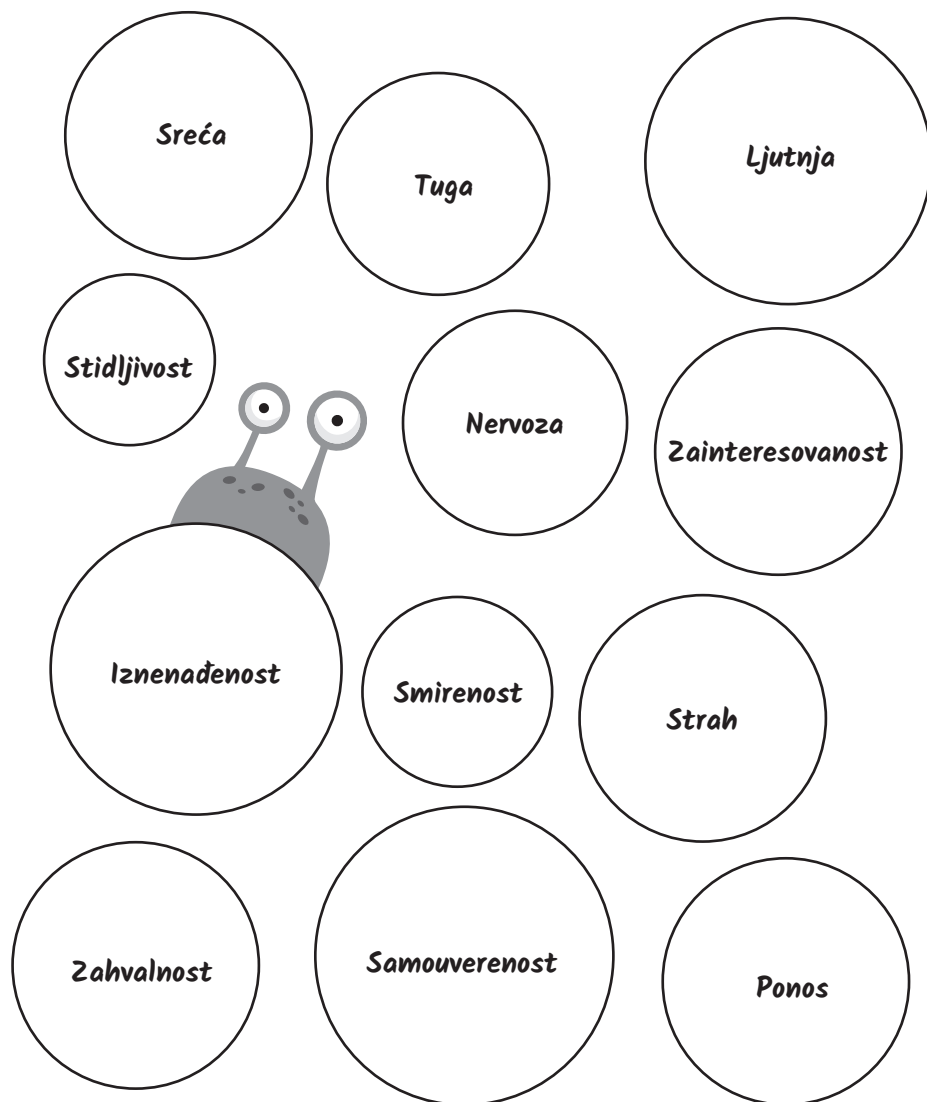 Sreća
Tuga
Ljutnja
Stidljivost
Nervoza
Zainteresovanost
Iznenađenost
Smirenost
Strah
Zahvalnost
Samouverenost
Ponos